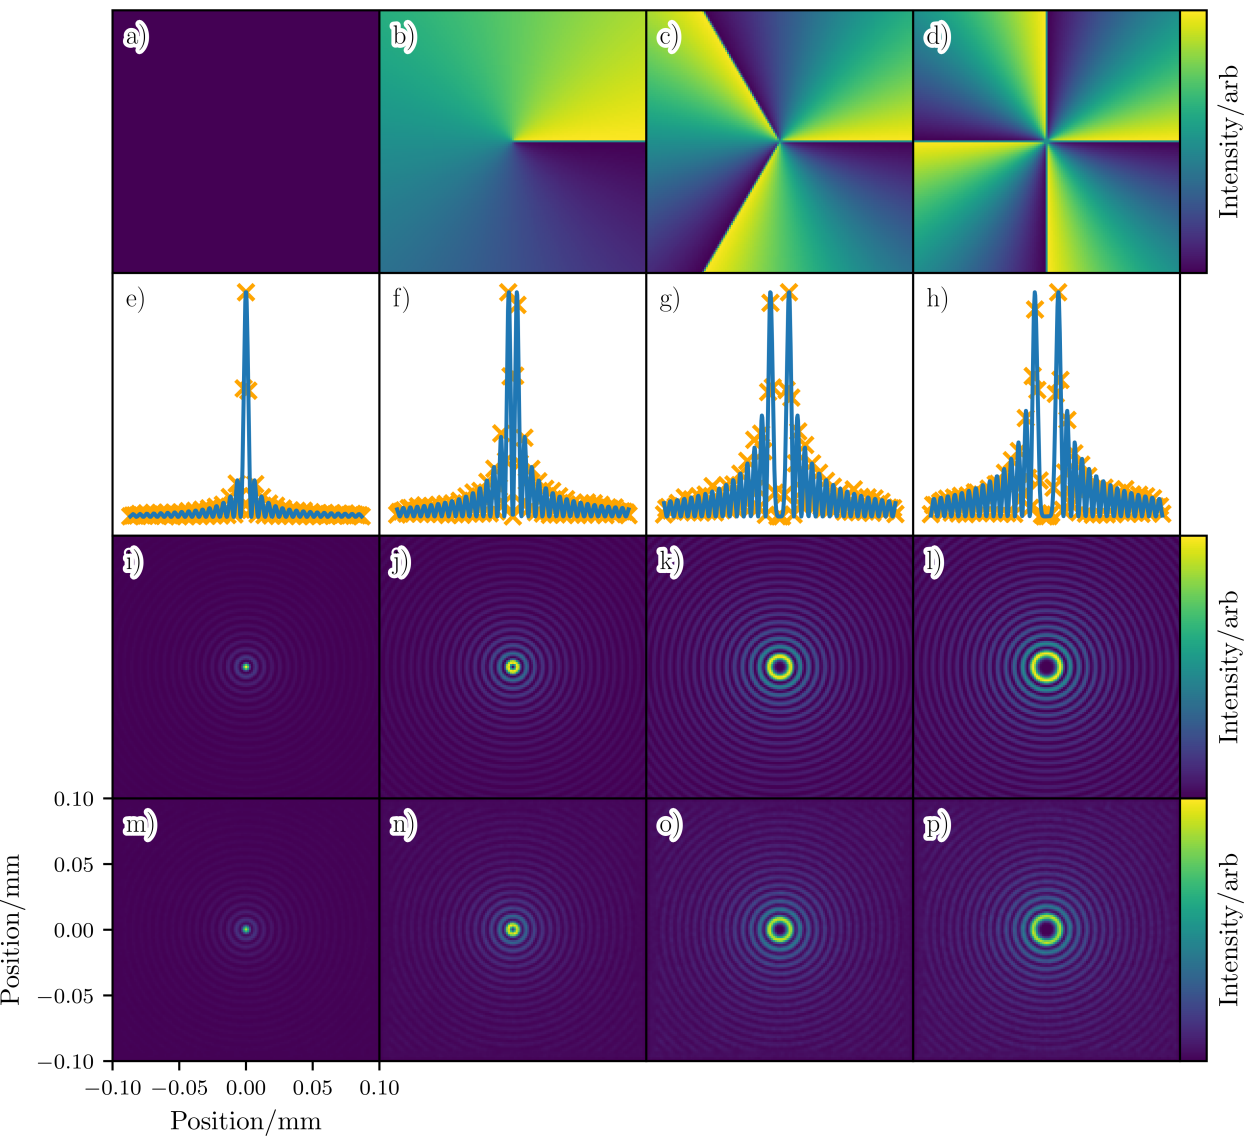 a)
b)
c)
d)
Intensity/arb
e)
f)
g)
h)
i)
j)
k)
l)
Intensity/arb
m)
n)
o)
p)
Intensity/arb
Position/mm
0.10
0.05
0.00
−0.05
−0.10
−0.10 −0.05 0.00 0.05 0.10
Position/mm